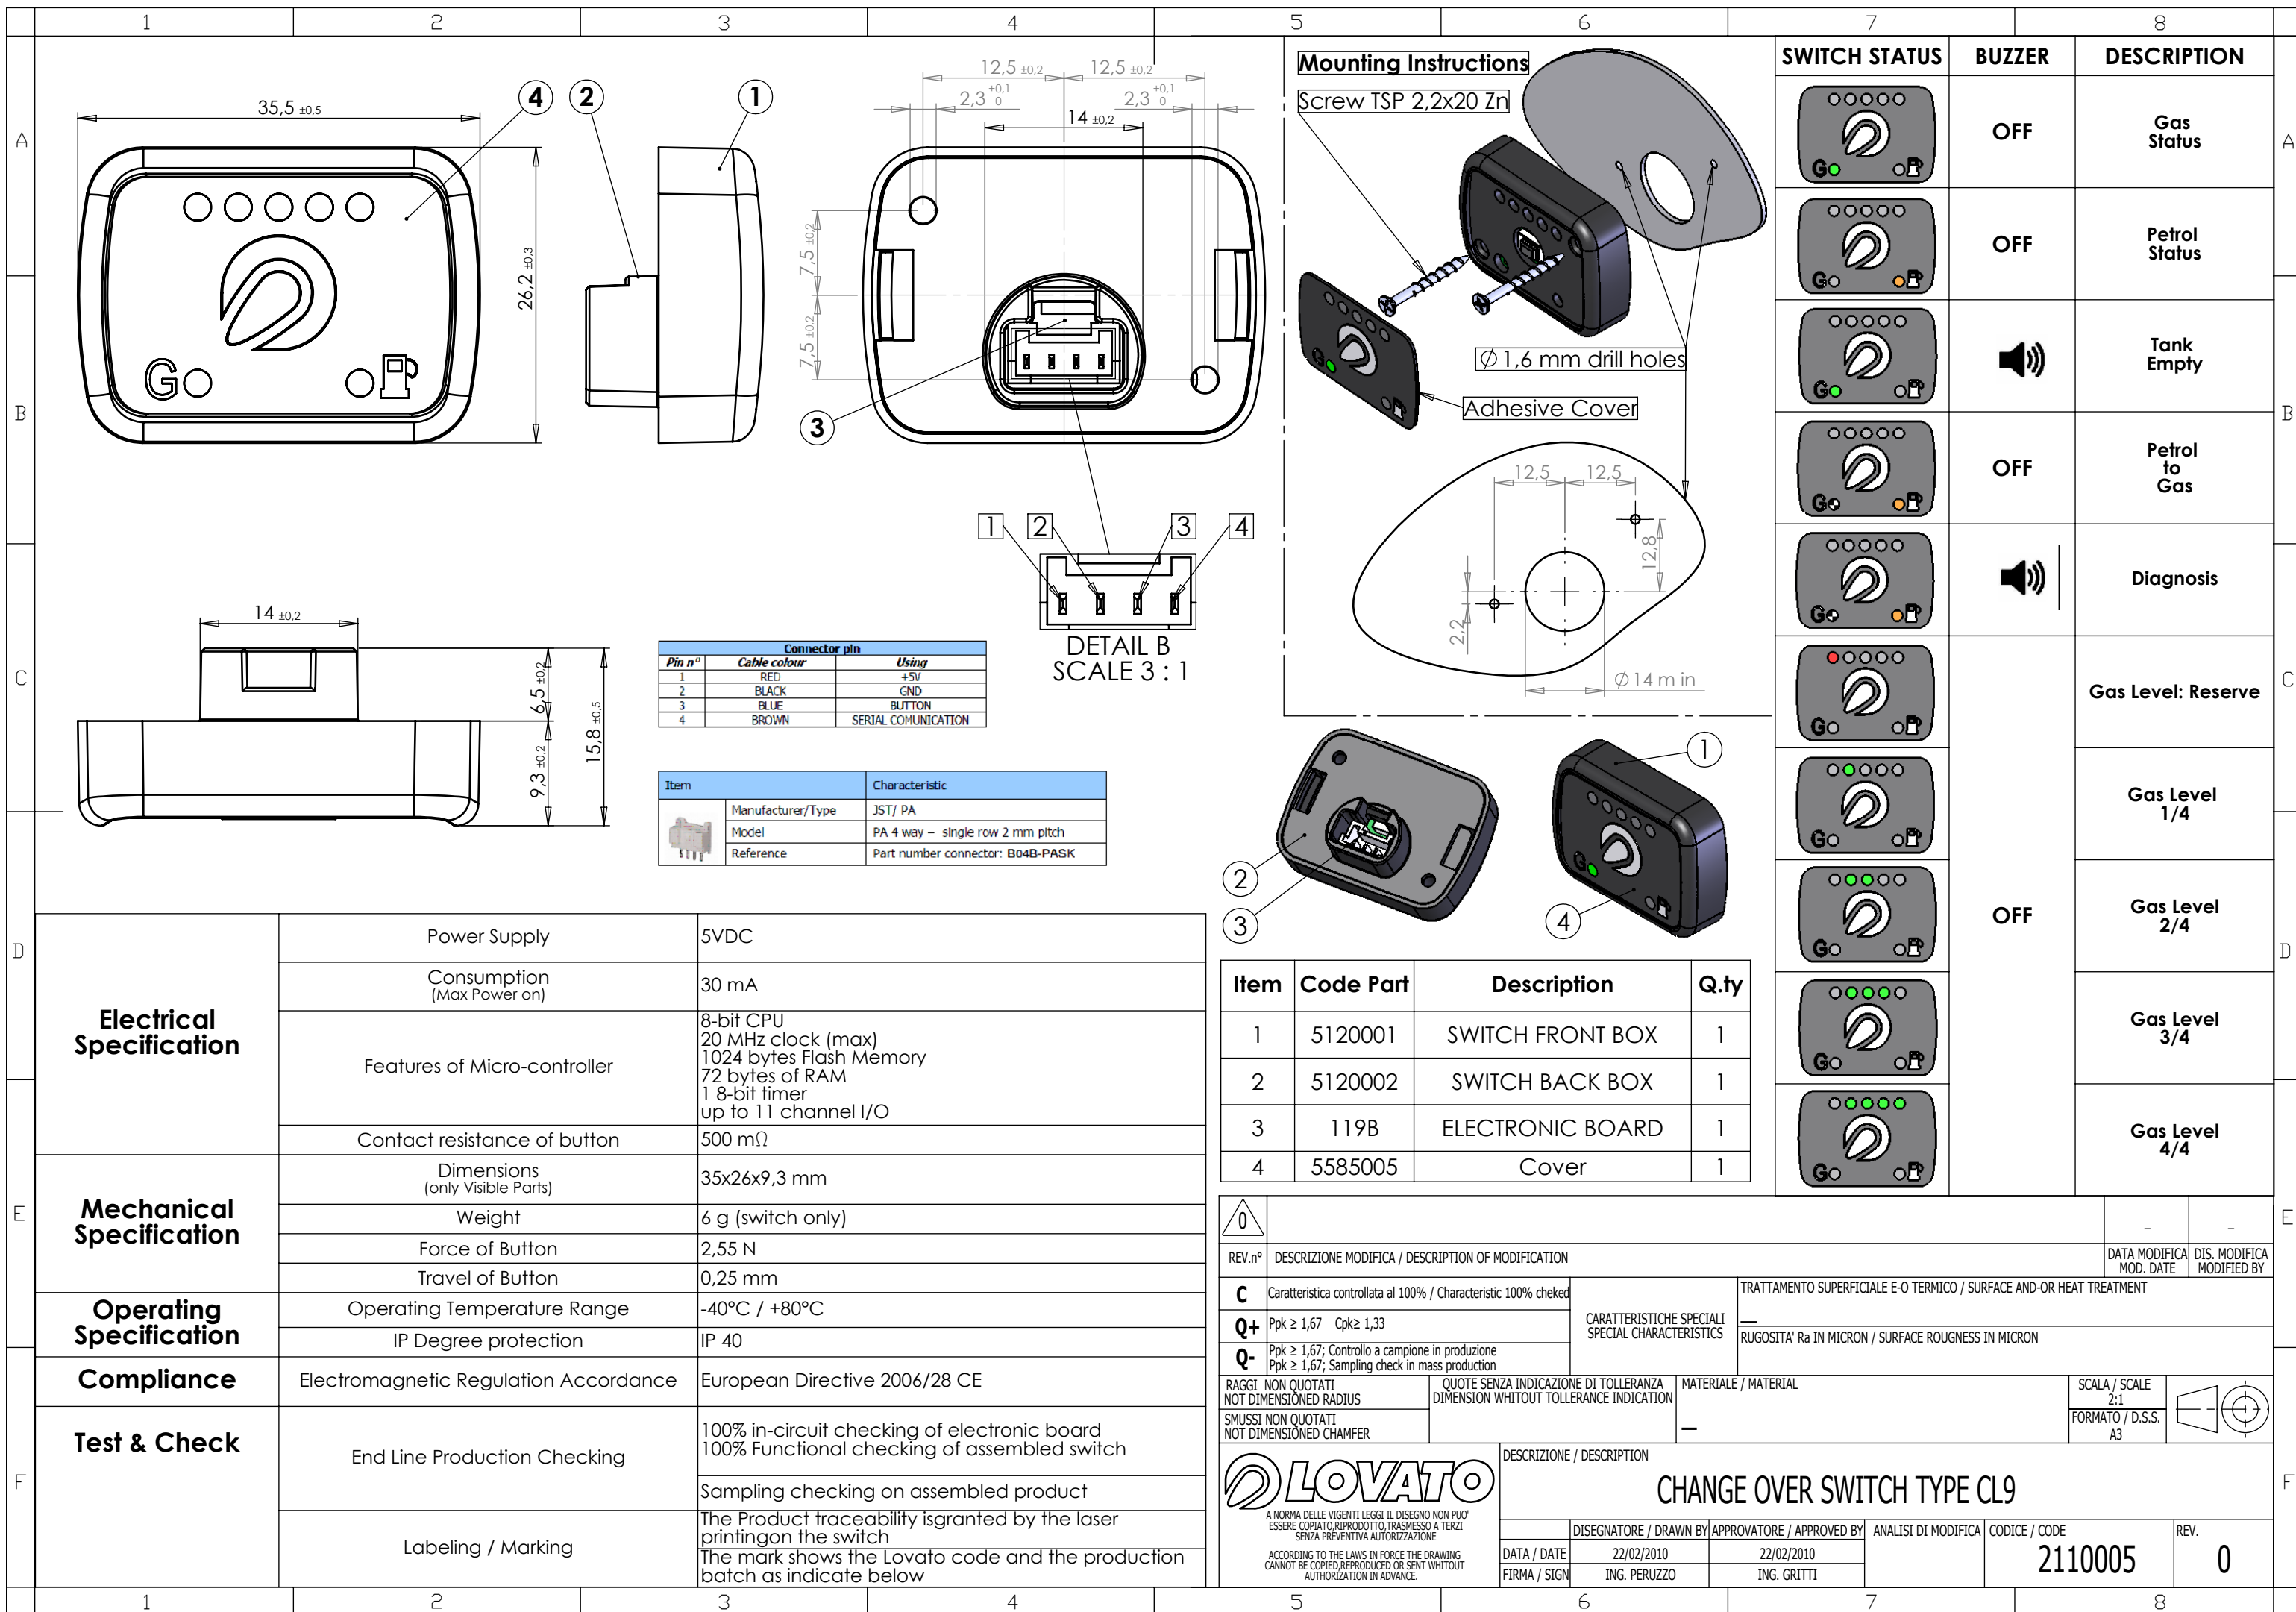 1 2 3 4 5 6 7 8
A
B
C
D
E
F
35,5 ±0,5
4
2
1
26,2 ±0,3
G
12,5 ±0,2 12,5 ±0,2
2,3 +0,1 0
2,3 +0,1 0
14 ±0,2
7,5 ±0,2
7,5 ±0,2
3
1 2 3 4
DETAIL B
SCALE 3 : 1
14 ±0,2
6,5 ±0,2
9,3 ±0,2
15,8 ±0,5
Connector pin
Pin n° Cable colour Using
1 RED +5V
2 BLACK GND
3 BLUE BUTTON
4 BROWN SERIAL COMUNICATION
Item Characteristic
Manufacturer/Type JST/ PA
Model PA 4 way – single row 2 mm pitch
Reference Part number connector: B04B-PASK
Mounting Instructions
Screw TSP 2,2x20 Zn
∅ 1,6 mm drill holes
Adhesive Cover
12,5 12,5
12,8
2,2
∅ 14 m in
1
2
3
4
SWITCH STATUS BUZZER DESCRIPTION
G OFF Gas
Status
G OFF Petrol
Status
G Tank
Empty
G OFF Petrol
to
Gas
G Diagnosis
G Gas Level: Reserve
G Gas Level
1/4
G OFF Gas Level
2/4
G Gas Level
3/4
G Gas Level
4/4
Electrical
Specification
Power Supply 5VDC
Consumption
(Max Power on)
30 mA
Features of Micro-controller
8-bit CPU
20 MHz clock (max)
1024 bytes Flash Memory
72 bytes of RAM
1 8-bit timer
up to 11 channel I/O
Contact resistance of button 500 mΩ
Mechanical
Specification
Dimensions
(only Visible Parts)
35x26x9,3 mm
Weight 6 g (switch only)
Force of Button 2,55 N
Travel of Button 0,25 mm
Operating
Specification
Operating Temperature Range -40°C / +80°C
IP Degree protection IP 40
Compliance Electromagnetic Regulation Accordance European Directive 2006/28 CE
Test & Check
End Line Production Checking
100% in-circuit checking of electronic board
100% Functional checking of assembled switch
Sampling checking on assembled product
Labeling / Marking
The Product traceability isgranted by the laser
printingon the switch
The mark shows the Lovato code and the production
batch as indicate below
Item Code Part Description Q.ty
1 5120001 SWITCH FRONT BOX 1
2 5120002 SWITCH BACK BOX 1
3 119B ELECTRONIC BOARD 1
4 5585005 Cover 1
0 - -
REV.n° DESCRIZIONE MODIFICA / DESCRIPTION OF MODIFICATION
DATA MODIFICA
MOD. DATE
DIS. MODIFICA
MODIFIED BY
C Caratteristica controllata al 100% / Characteristic 100% cheked
Q+ Ppk ≥ 1,67 Cpk≥ 1,33
Q- Ppk ≥ 1,67; Controllo a campione in produzione
Ppk ≥ 1,67; Sampling check in mass production
CARATTERISTICHE SPECIALI
SPECIAL CHARACTERISTICS
TRATTAMENTO SUPERFICIALE E-O TERMICO / SURFACE AND-OR HEAT TREATMENT
—
RUGOSITA' Ra IN MICRON / SURFACE ROUGNESS IN MICRON
RAGGI NON QUOTATI
NOT DIMENSIONED RADIUS
SMUSSI NON QUOTATI
NOT DIMENSIONED CHAMFER
QUOTE SENZA INDICAZIONE DI TOLLERANZA
DIMENSION WHITOUT TOLLERANCE INDICATION
MATERIALE / MATERIAL
—
SCALA / SCALE
2:1
FORMATO / D.S.S.
A3
LOVATO
A NORMA DELLE VIGENTI LEGGI IL DISEGNO NON PUO'
ESSERE COPIATO,RIPRODOTTO,TRASMESSO A TERZI
SENZA PREVENTIVA AUTORIZZAZIONE
ACCORDING TO THE LAWS IN FORCE THE DRAWING
CANNOT BE COPIED,REPRODUCED OR SENT WHITOUT
AUTHORIZATION IN ADVANCE.
DESCRIZIONE / DESCRIPTION
CHANGE OVER SWITCH TYPE CL9
DISEGNATORE / DRAWN BY APPROVATORE / APPROVED BY ANALISI DI MODIFICA CODICE / CODE REV.
DATA / DATE 22/02/2010 22/02/2010
FIRMA / SIGN ING. PERUZZO ING. GRITTI
2110005 0
1 2 3 4 5 6 7 8